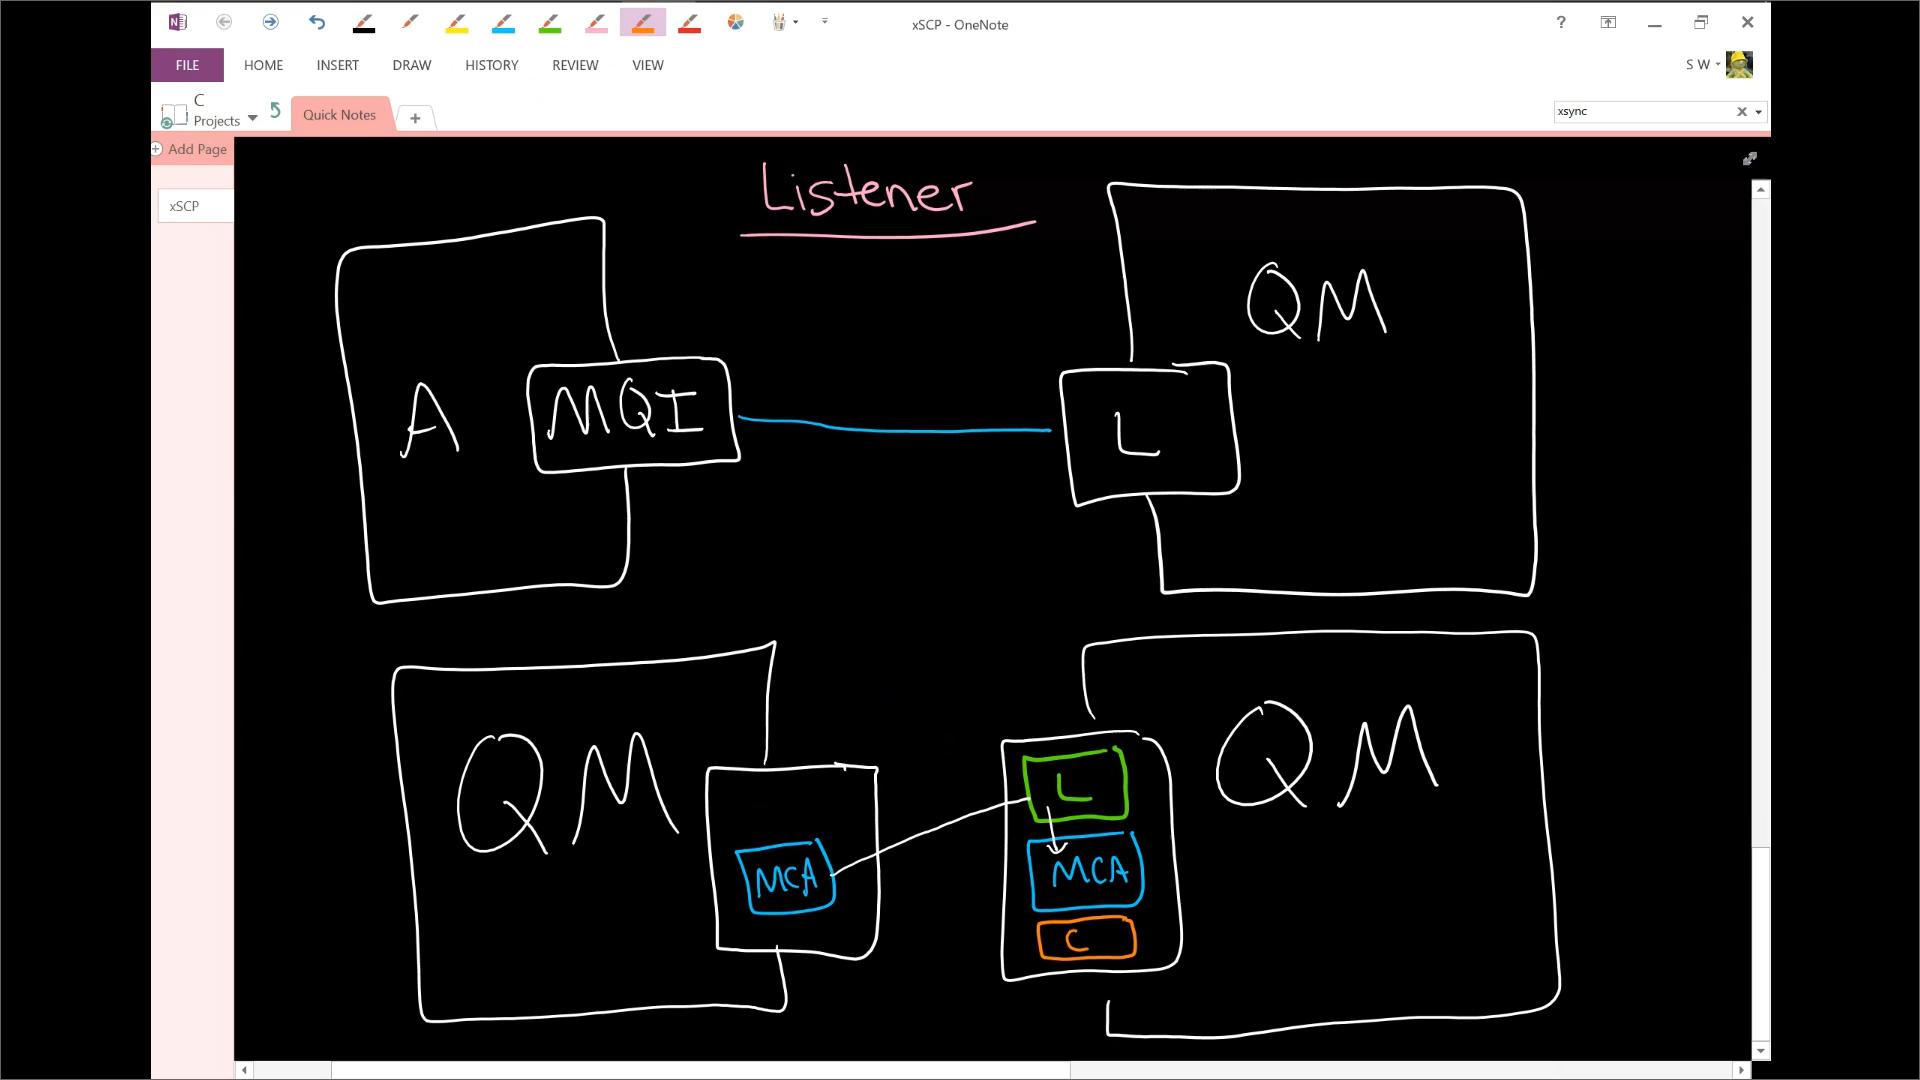 xSCP - OneNote
?
FILE HOME INSERT DRAW HISTORY REVIEW VIEW
S W
C
Projects
Quick Notes
+
xsync
Add Page
xSCP
Listener
QM
A
MQI
L
QM
MCA
QM
L
MCA
C